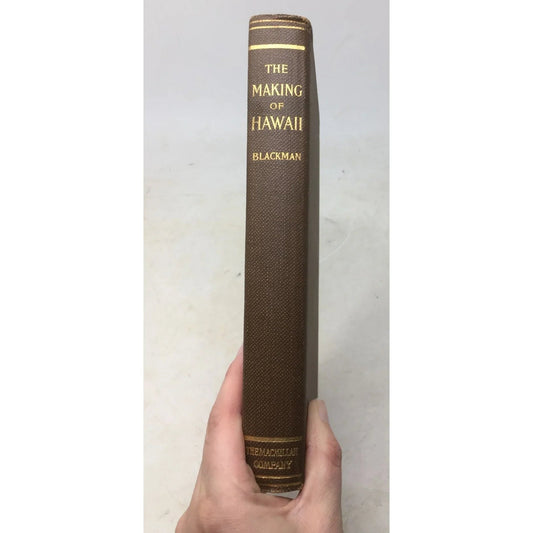 THE
MAKING
OF
HAWAII
BLACKMAN
THE MACMILLAN
COMPANY